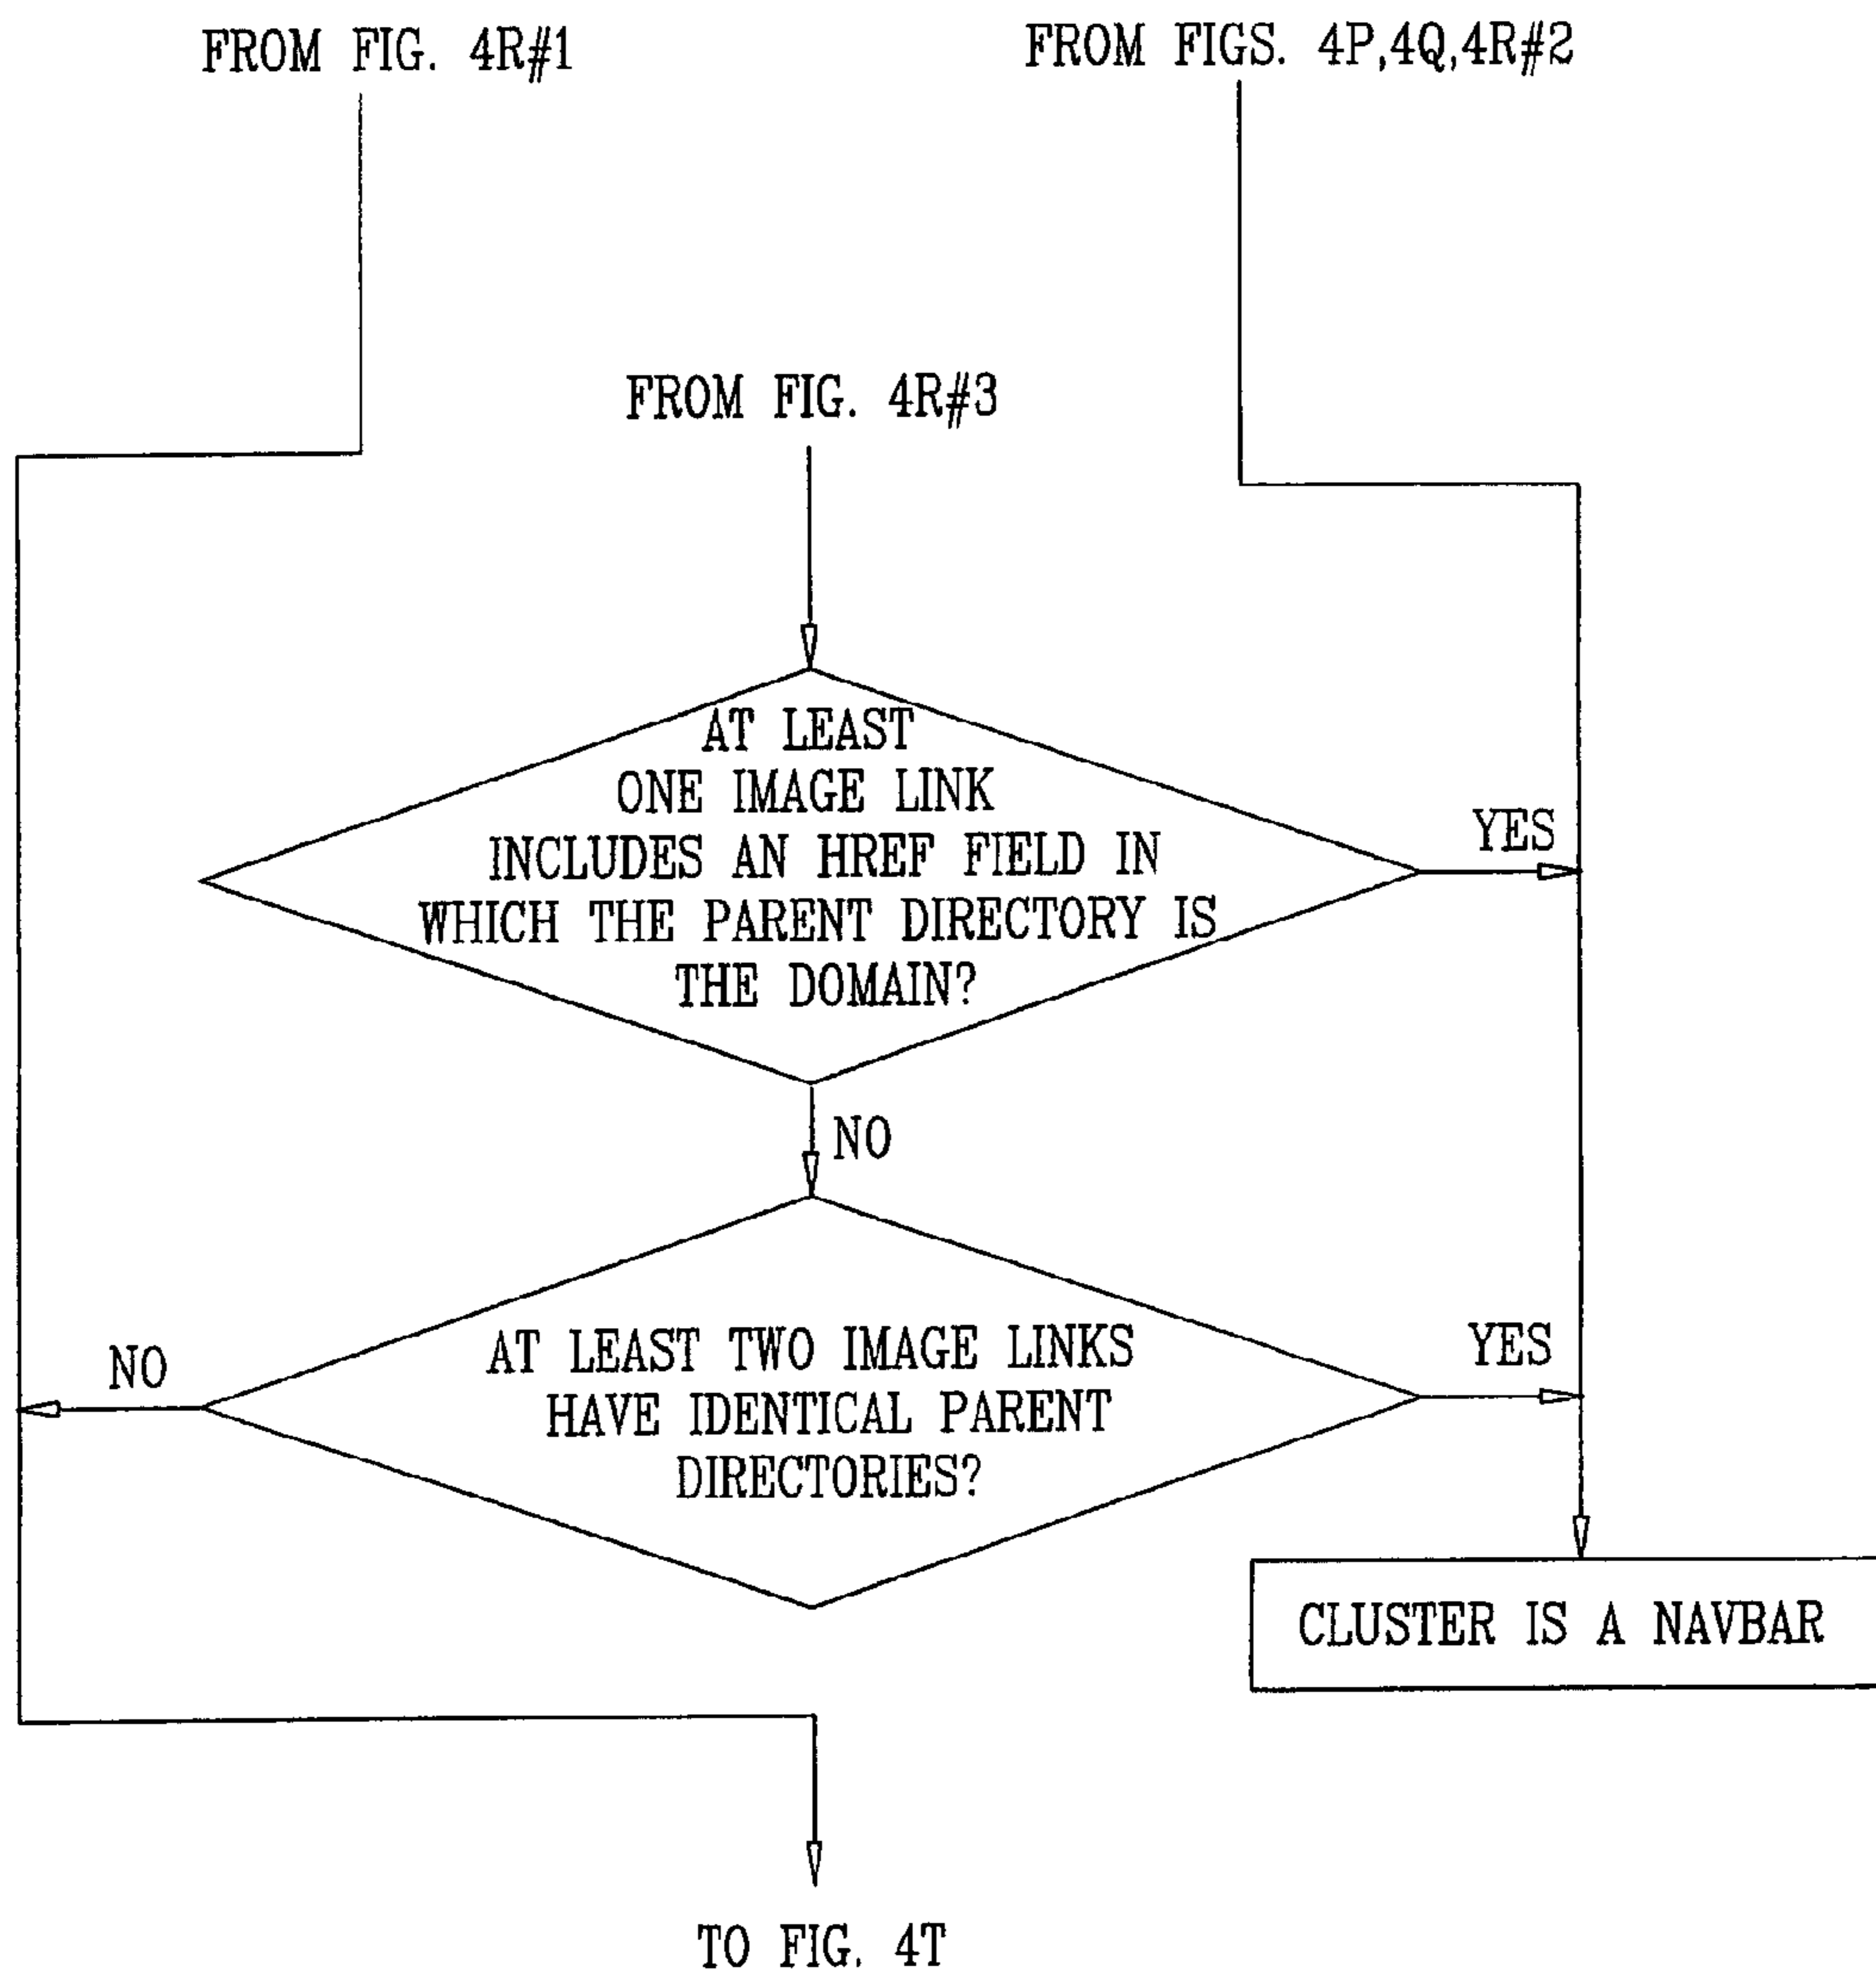 FROM FIG. 4R#1
FROM FIGS. 4P,4Q,4R#2
FROM FIG. 4R#3
AT LEAST
ONE IMAGE LINK
INCLUDES AN HREF FIELD IN
WHICH THE PARENT DIRECTORY IS
THE DOMAIN?
YES
NO
AT LEAST TWO IMAGE LINKS
HAVE IDENTICAL PARENT
DIRECTORIES?
NO
YES
CLUSTER IS A NAVBAR
TO FIG. 4T